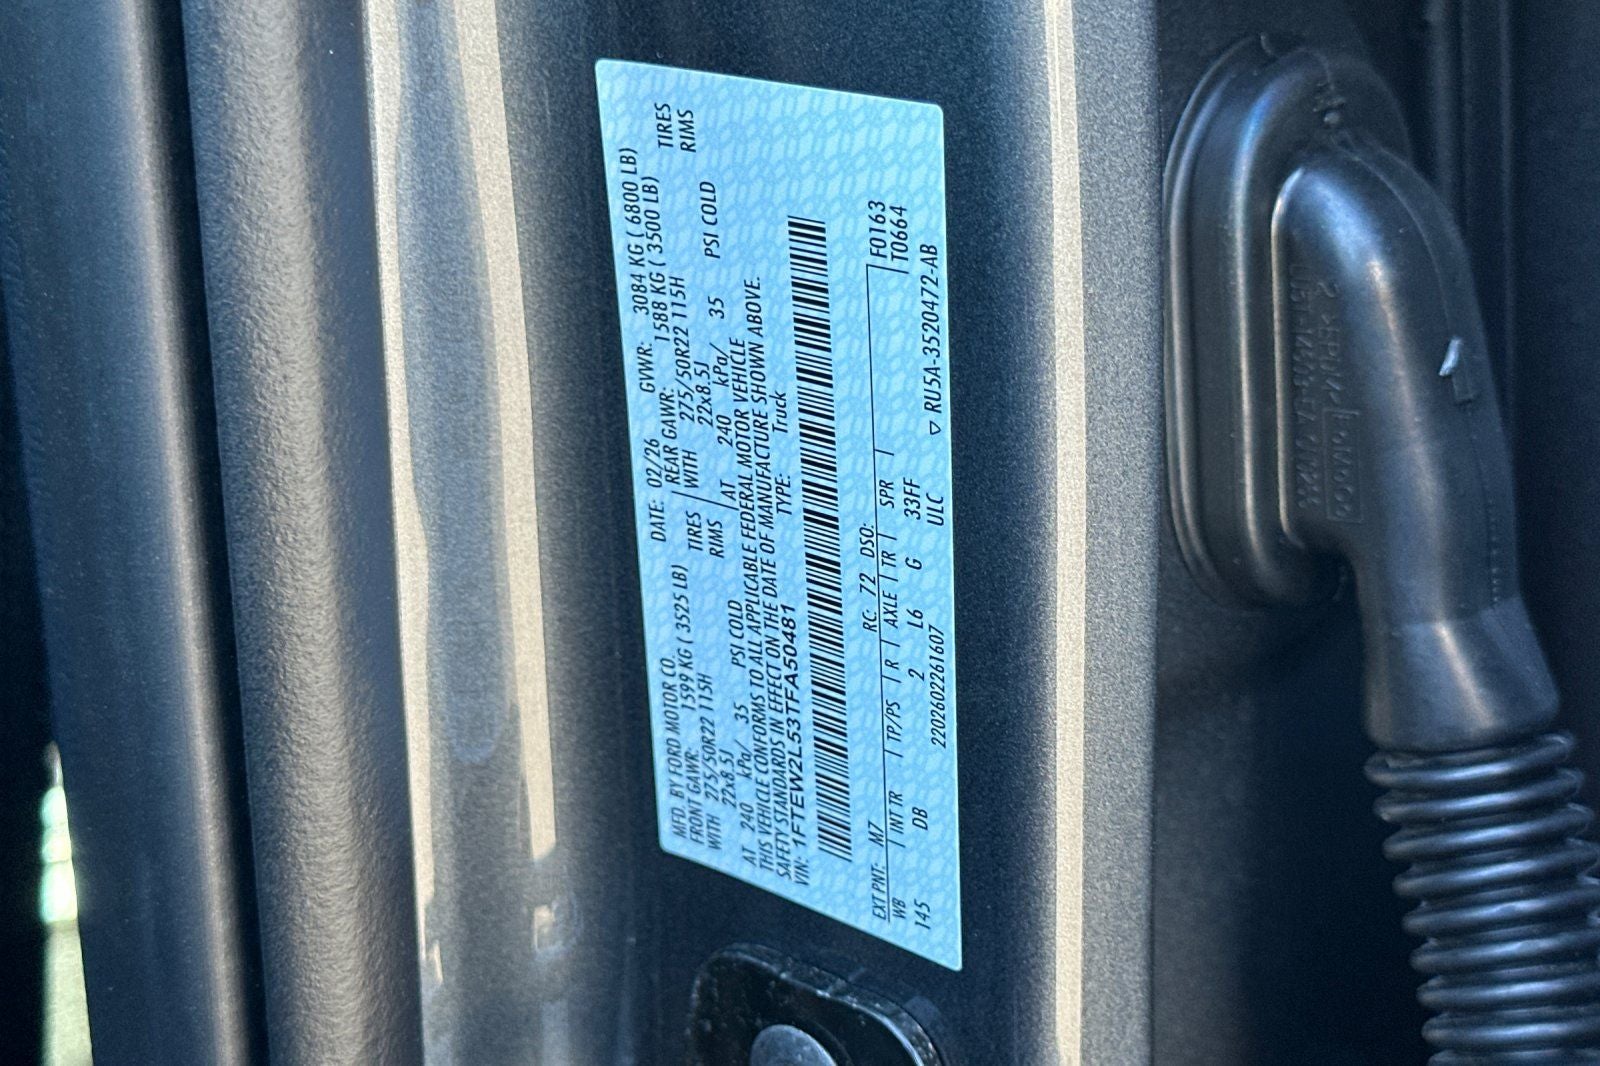 MFD. BY FORD MOTOR CO. DATE: 02/26 GVWR: 3084 KG ( 6800 LB)
FRONT GAWR: 1599 KG ( 3525 LB) REAR GAWR: 1588 KG ( 3500 LB)
WITH 275/50R22 115H TIRES WITH 275/50R22 115H TIRES
22x8.5J RIMS 22x8.5J RIMS
AT 240 kPa/ 35 PSI COLD AT 240 kPa/ 35 PSI COLD
THIS VEHICLE CONFORMS TO ALL APPLICABLE FEDERAL MOTOR VEHICLE
SAFETY STANDARDS IN EFFECT ON THE DATE OF MANUFACTURE SHOWN ABOVE.
VIN: 1FTEW2L53TFA50481 TYPE: Truck
EXT PNT: M7 RC: 72 DSO: F0163
WB INT TR TP/PS R AXLE TR SPR T0664
145 DB 2 L6 G 33FF
2202602261607 ULC ▽ RU5A-3520472-AB